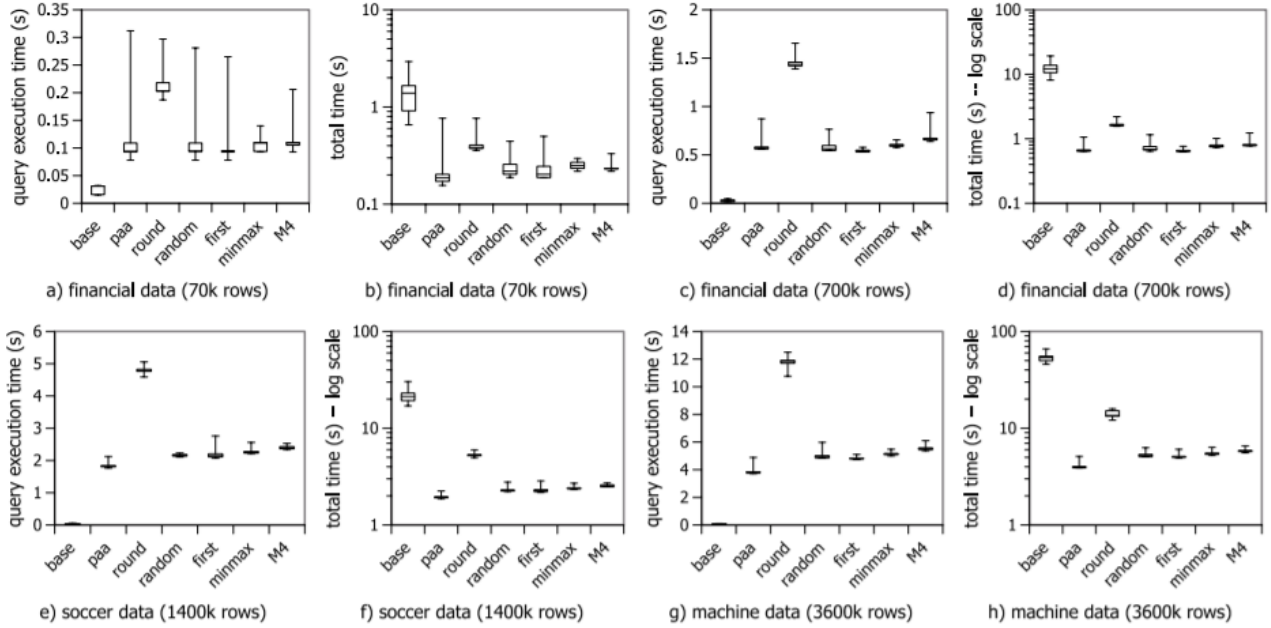 query execution time (s)
0.35
0.3
0.25
0.2
0.15
0.1
0.05
0
base
paa
round
random
first
minmax
M4
a) financial data (70k rows)
total time (s)
10
1
0.1
base
paa
round
random
first
minmax
M4
b) financial data (70k rows)
query execution time (s)
2
1.5
1
0.5
0
base
paa
round
random
first
minmax
M4
c) financial data (700k rows)
total time (s) -- log scale
100
10
1
0.1
base
paa
round
random
first
minmax
M4
d) financial data (700k rows)
query execution time (s)
6
5
4
3
2
1
0
base
paa
round
random
first
minmax
M4
e) soccer data (1400k rows)
total time (s) – log scale
100
10
1
base
paa
round
random
first
minmax
M4
f) soccer data (1400k rows)
query execution time (s)
14
12
10
8
6
4
2
0
base
paa
round
random
first
minmax
M4
g) machine data (3600k rows)
total time (s) – log scale
100
10
1
base
paa
round
random
first
minmax
M4
h) machine data (3600k rows)